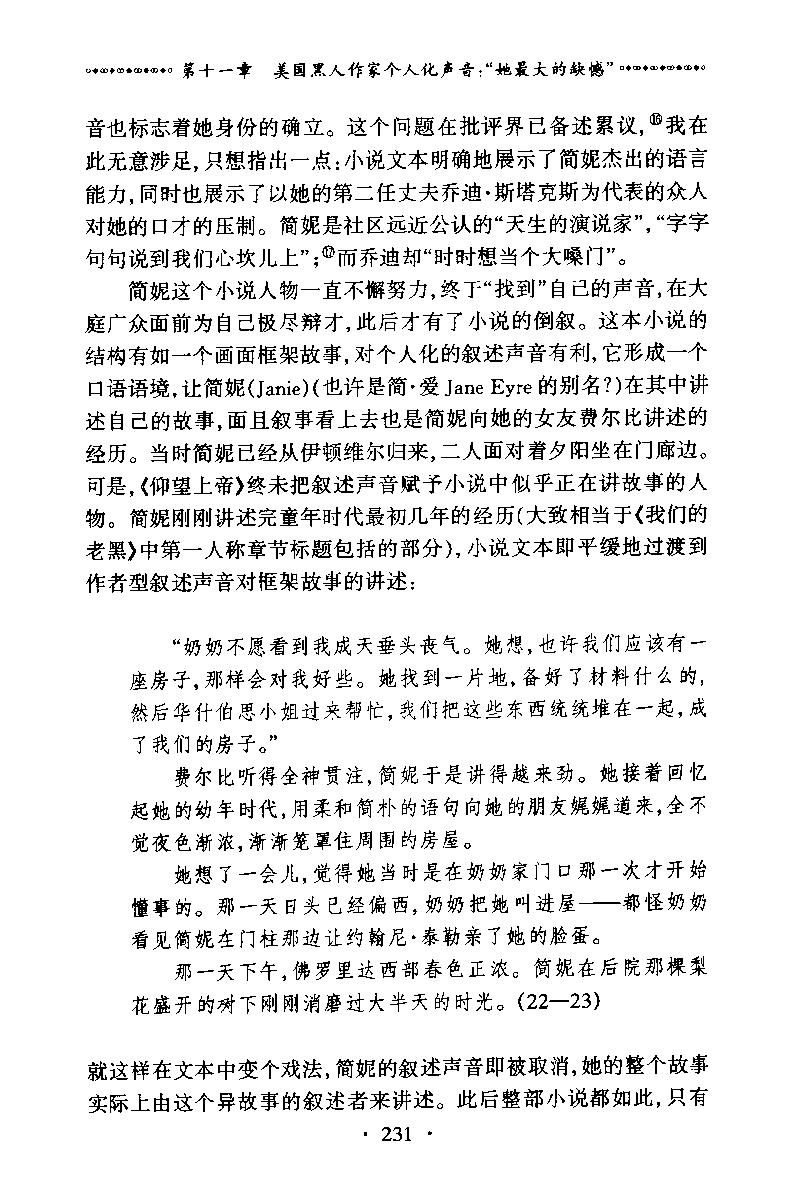 第十一章 美国黑人作家个人化声音:“她最大的缺憾”
音也标志着她身份的确立。这个问题在批评界已备述累议,⑯我在
此无意涉足,只想指出一点:小说文本明确地展示了简妮杰出的语言
能力,同时也展示了以她的第二任丈夫乔迪·斯塔克斯为代表的众人
对她的口才的压制。简妮是社区远近公认的“天生的演说家”,“字字
句句说到我们心坎儿上”;⑰而乔迪却“时时想当个大嗓门”。
简妮这个小说人物一直不懈努力,终于“找到”自己的声音,在大
庭广众面前为自己极尽辩才,此后才有了小说的倒叙。这本小说的
结构有如一个画面框架故事,对个人化的叙述声音有利,它形成一个
口语语境,让简妮(Janie)(也许是简·爱 Jane Eyre 的别名?)在其中讲
述自己的故事,而且叙事看上去也是简妮向她的女友费尔比讲述的
经历。当时简妮已经从伊顿维尔归来,二人面对着夕阳坐在门廊边。
可是,《仰望上帝》终未把叙述声音赋予小说中似乎正在讲故事的人
物。简妮刚刚讲述完童年时代最初几年的经历(大致相当于《我们的
老黑》中第一人称章节标题包括的部分),小说文本即平缓地过渡到
作者型叙述声音对框架故事的讲述:
“奶奶不愿看到我成天垂头丧气。她想,也许我们应该有一
座房子,那样会对我好些。她找到一片地,备好了材料什么的,
然后华什伯思小姐过来帮忙,我们把这些东西统统堆在一起,成
了我们的房子。”
费尔比听得全神贯注,简妮于是讲得越来劲。她接着回忆
起她的幼年时代,用柔和简朴的语句向她的朋友娓娓道来,全不
觉夜色渐浓,渐渐笼罩住周围的房屋。
她想了一会儿,觉得她当时是在奶奶家门口那一次才开始
懂事的。那一天日头已经偏西,奶奶把她叫进屋——都怪奶奶
看见简妮在门柱那边让约翰尼·泰勒亲了她的脸蛋。
那一天下午,佛罗里达西部春色正浓。简妮在后院那棵梨
花盛开的树下刚刚消磨过大半天的时光。(22—23)
就这样在文本中变个戏法,简妮的叙述声音即被取消,她的整个故事
实际上由这个异故事的叙述者来讲述。此后整部小说都如此,只有
· 231 ·